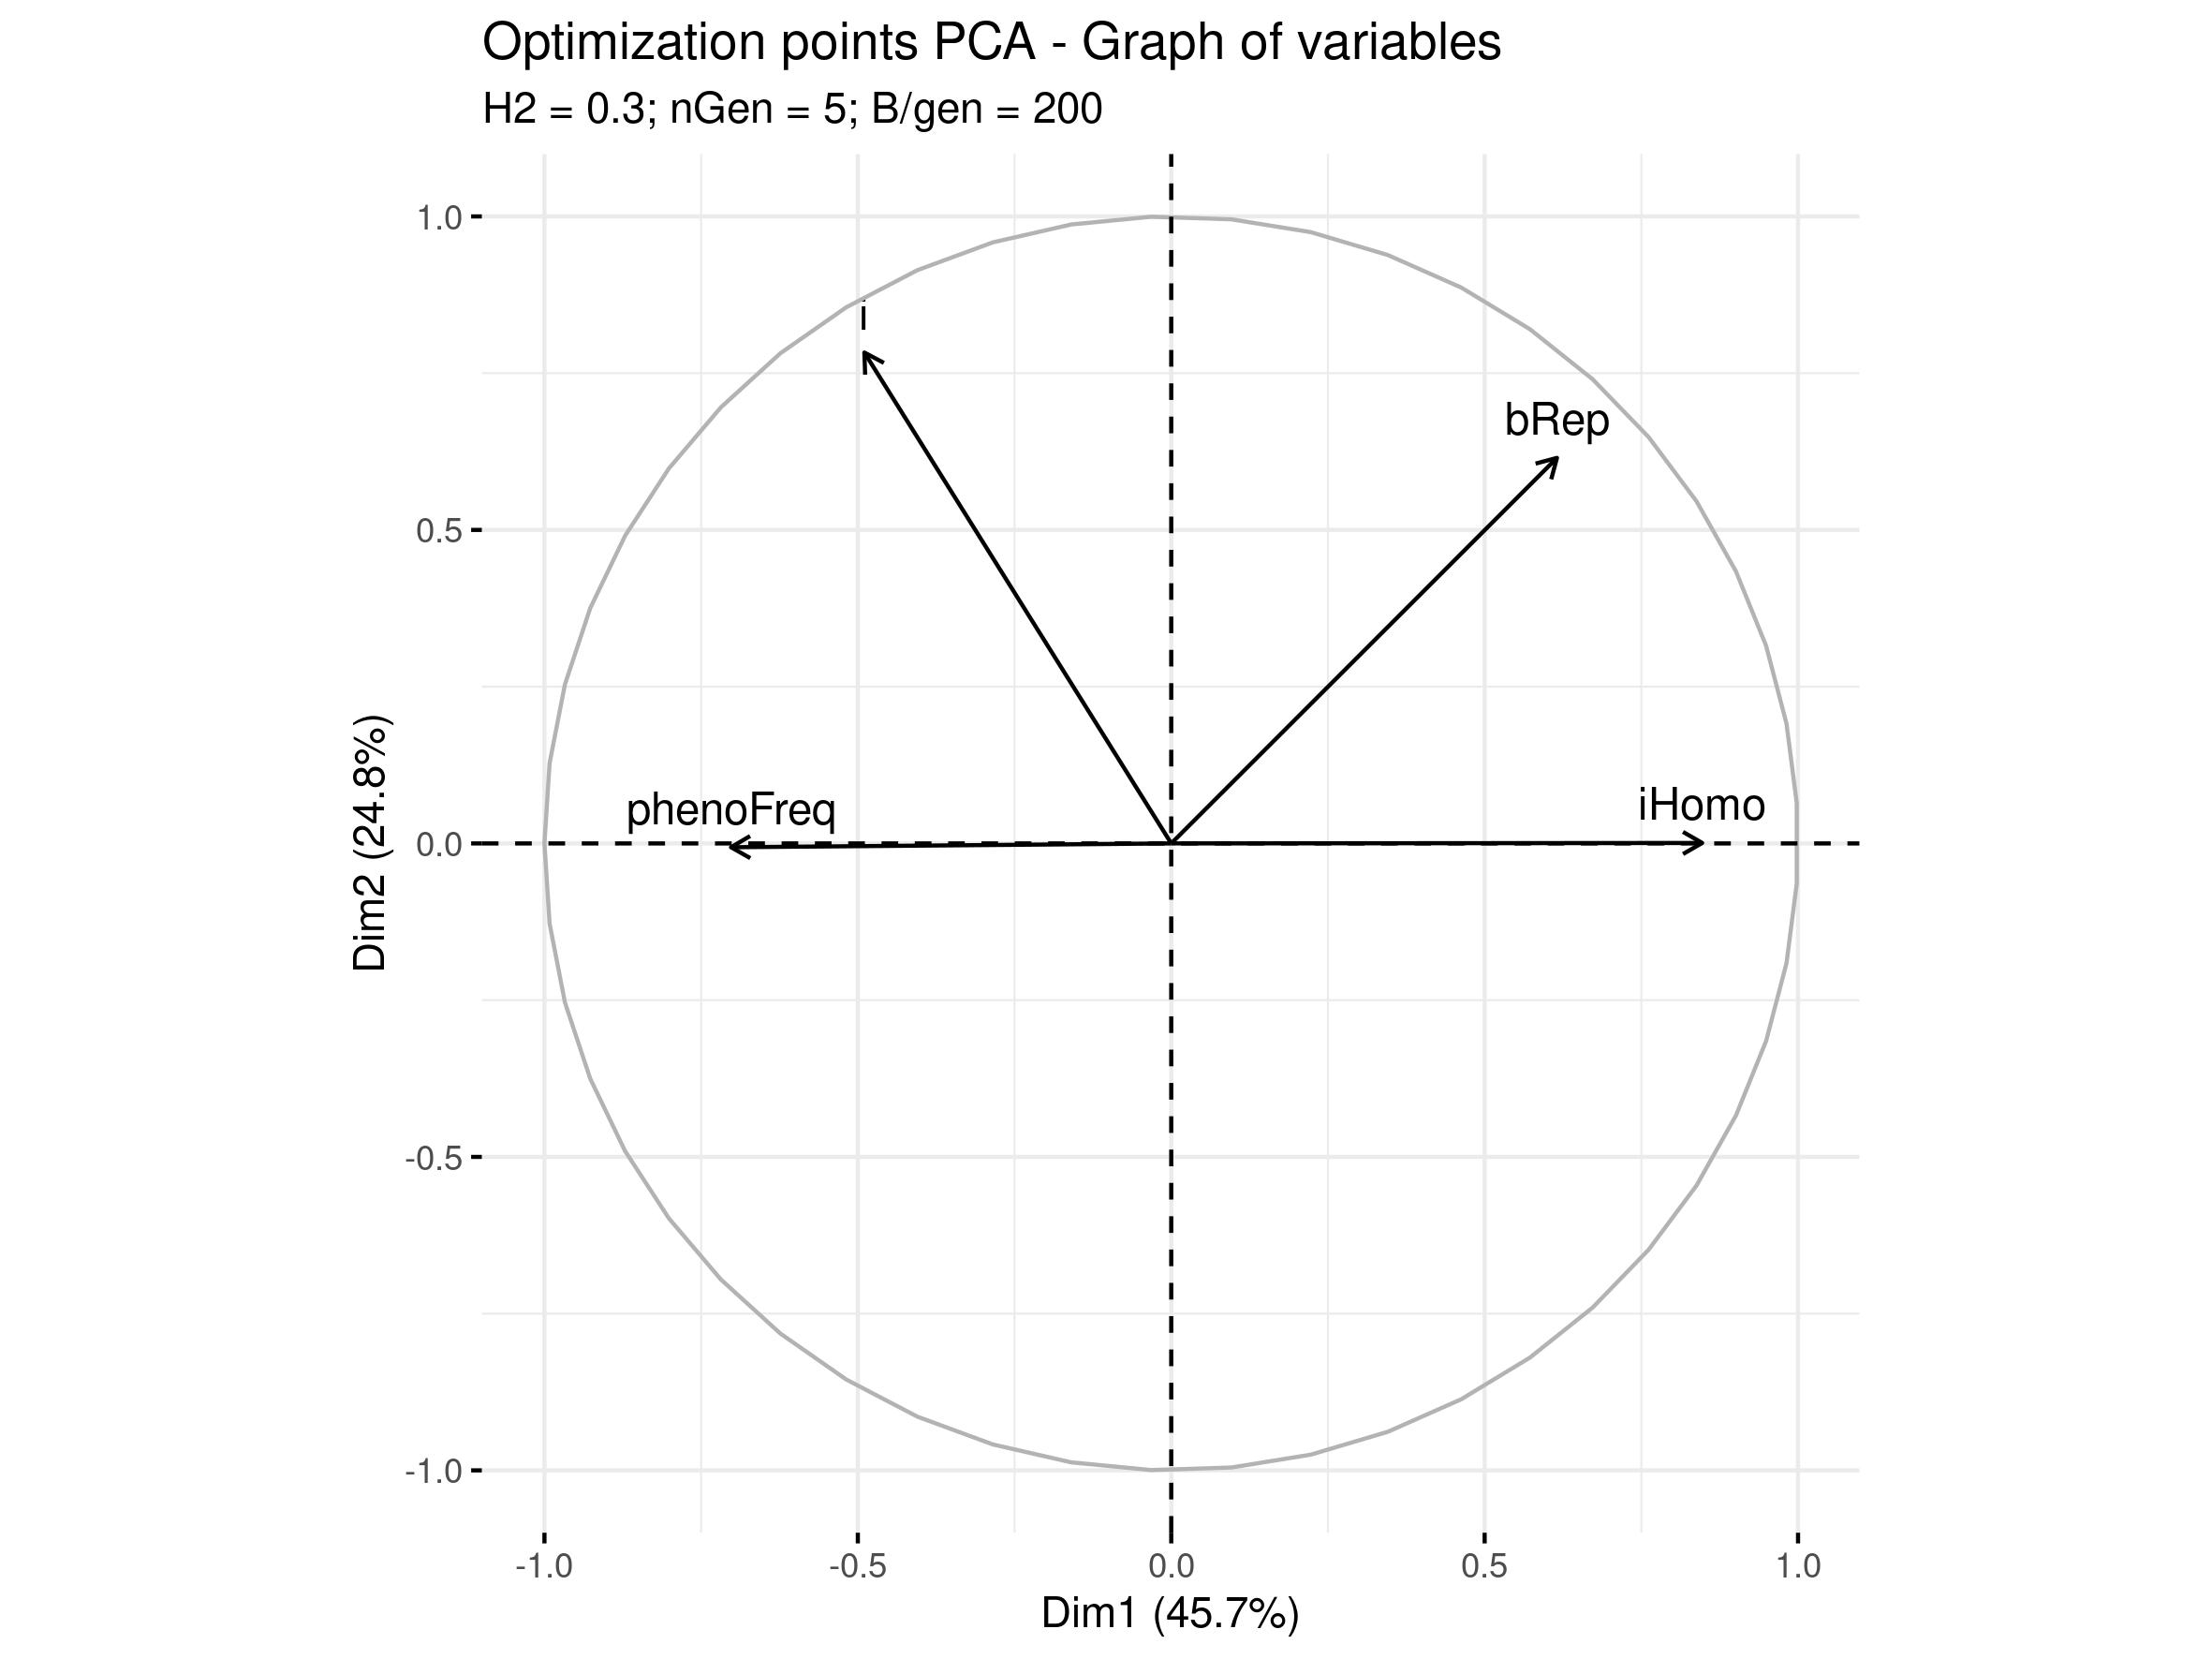 Optimization points PCA - Graph of variables
H2 = 0.3; nGen = 5; B/gen = 200
1.0
0.5
0.0
-0.5
-1.0
Dim2 (24.8%)
i
bRep
phenoFreq
iHomo
-1.0
-0.5
0.0
0.5
1.0
Dim1 (45.7%)